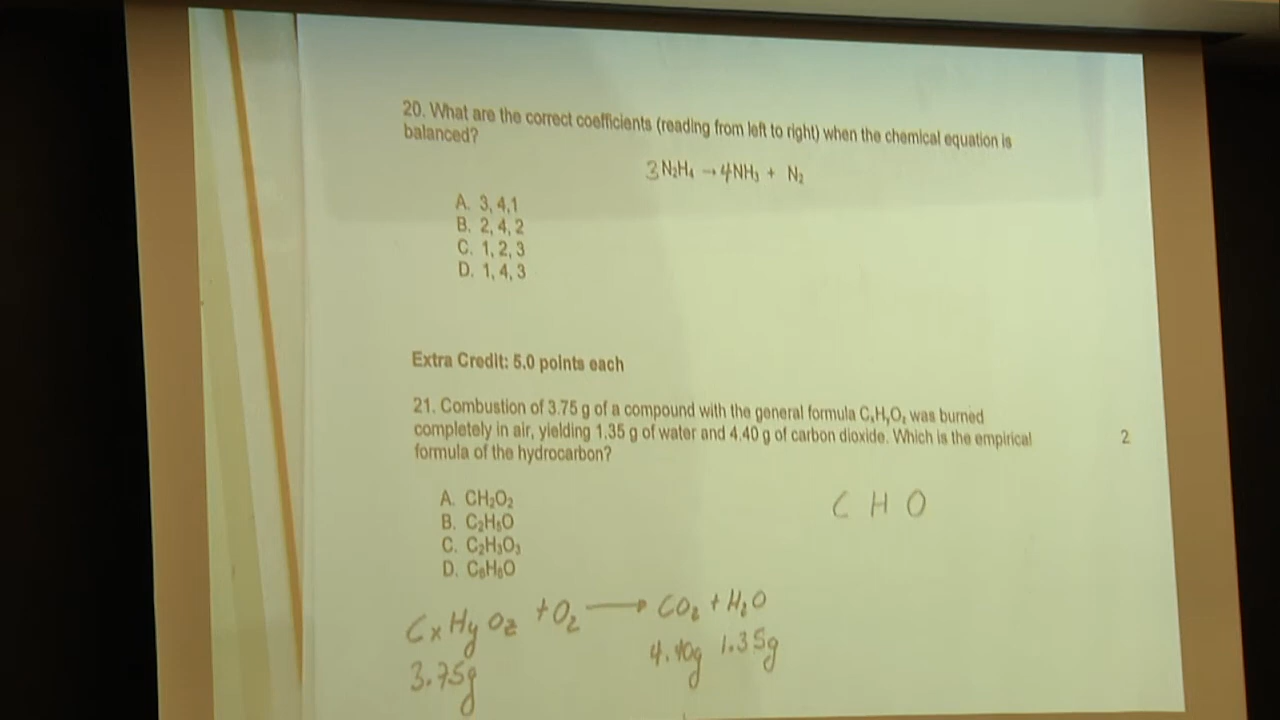 20. What are the correct coefficients (reading from left to right) when the chemical equation is
balanced?
3 N₂H₄ → 4NH₃ + N₂
A. 3, 4,1
B. 2, 4, 2
C. 1, 2, 3
D. 1, 4, 3
Extra Credit: 5.0 points each
21. Combustion of 3.75 g of a compound with the general formula CₓHᵧO_z was burned
completely in air, yielding 1.35 g of water and 4.40 g of carbon dioxide. Which is the empirical
formula of the hydrocarbon?
2
A. CH₂O₂
B. C₂H₅O
C. C₂H₃O₃
D. C₈H₈O
C H O
CxHyOz + O₂ → CO₂ + H₂O
3.75g 4.40g 1.35g